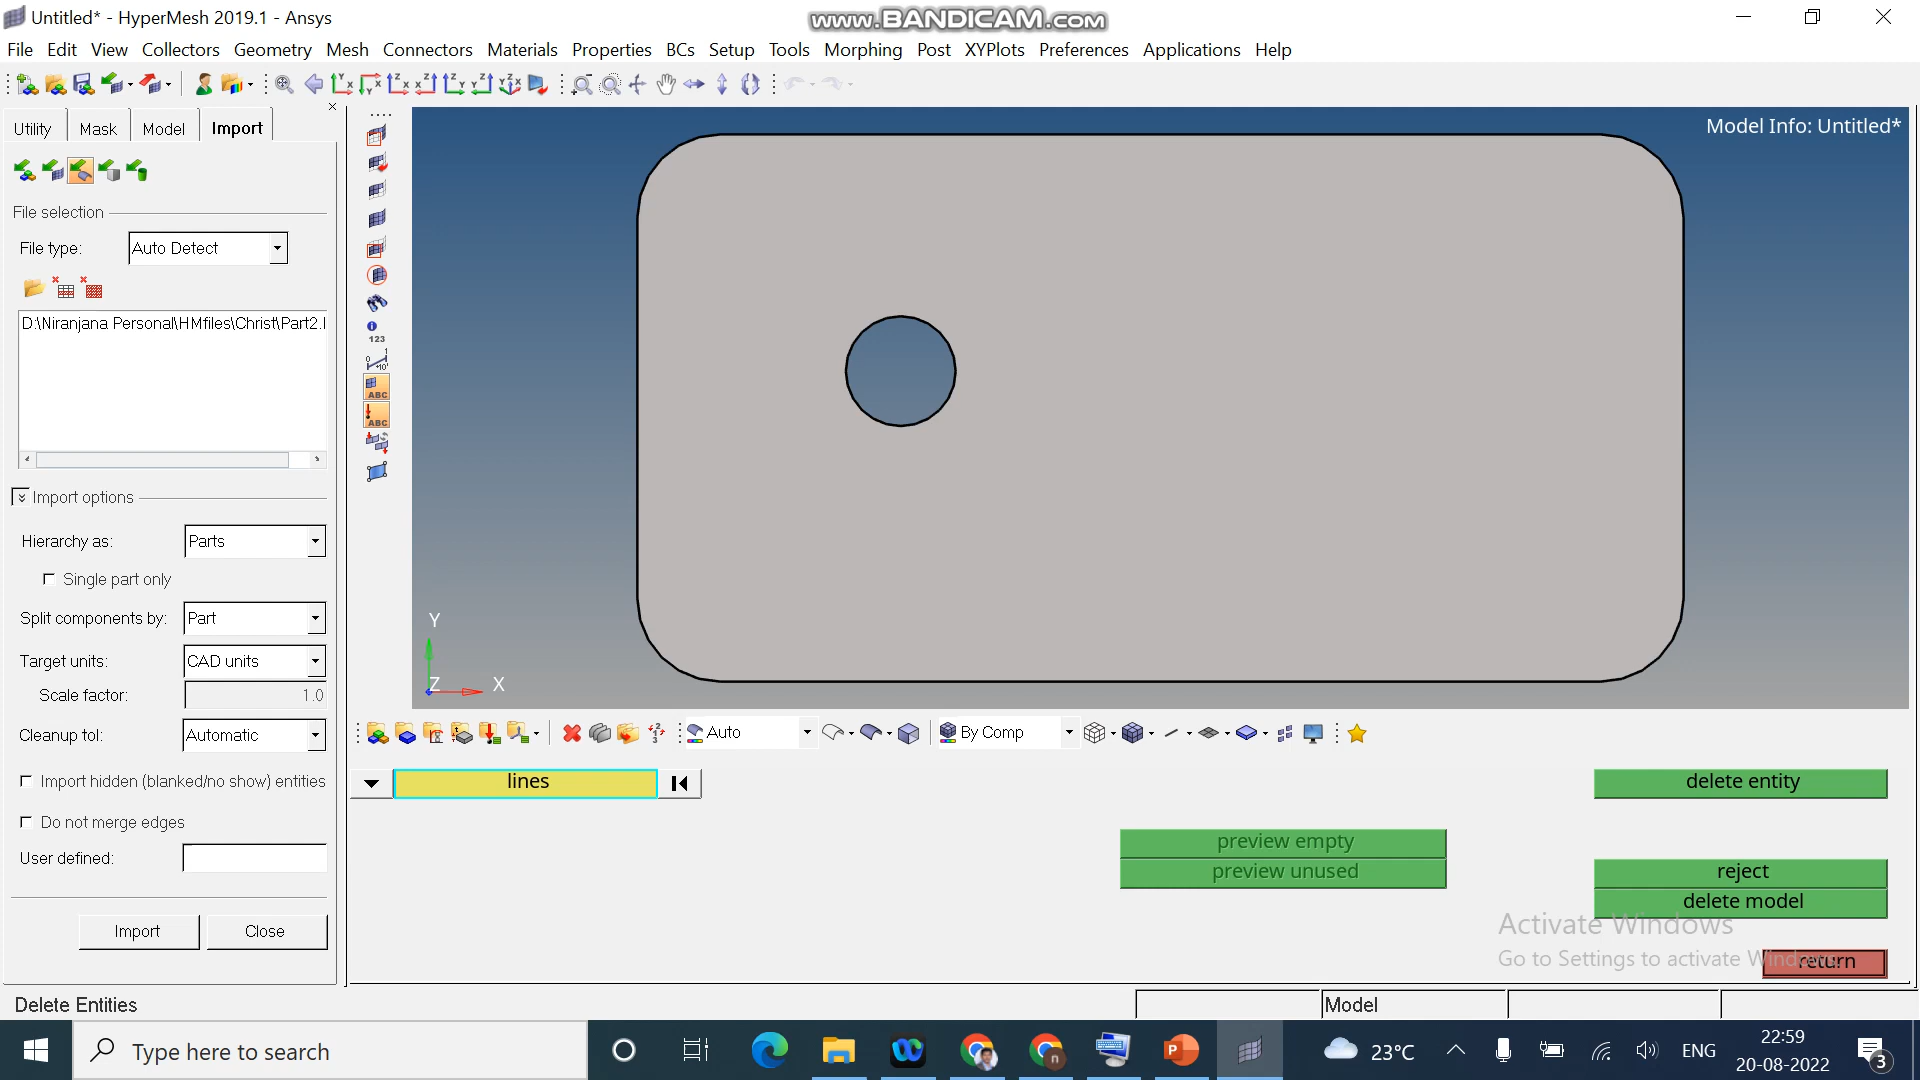 Untitled* - HyperMesh 2019.1 - Ansys
www.BANDICAM.com
File Edit View Collectors Geometry Mesh Connectors Materials Properties BCs Setup Tools Morphing Post XYPlots Preferences Applications Help
Utility Mask Model Import
Model Info: Untitled*
File selection
File type: Auto Detect
D:\Niranjana Personal\HMfiles\Christ\Part2.
Import options
Hierarchy as: Parts
Single part only
Split components by: Part
Target units: CAD units
Scale factor: 1.0
Cleanup tol: Automatic
Import hidden (blanked/no show) entities
Do not merge edges
User defined:
Import Close
123
ABC
ABC
Y
Z X
Auto By Comp
lines
delete entity
preview empty
preview unused
reject
delete model
return
Activate Windows
Go to Settings to activate Windows.
Delete Entities
Model
Type here to search
23°C
ENG
22:59
20-08-2022
3